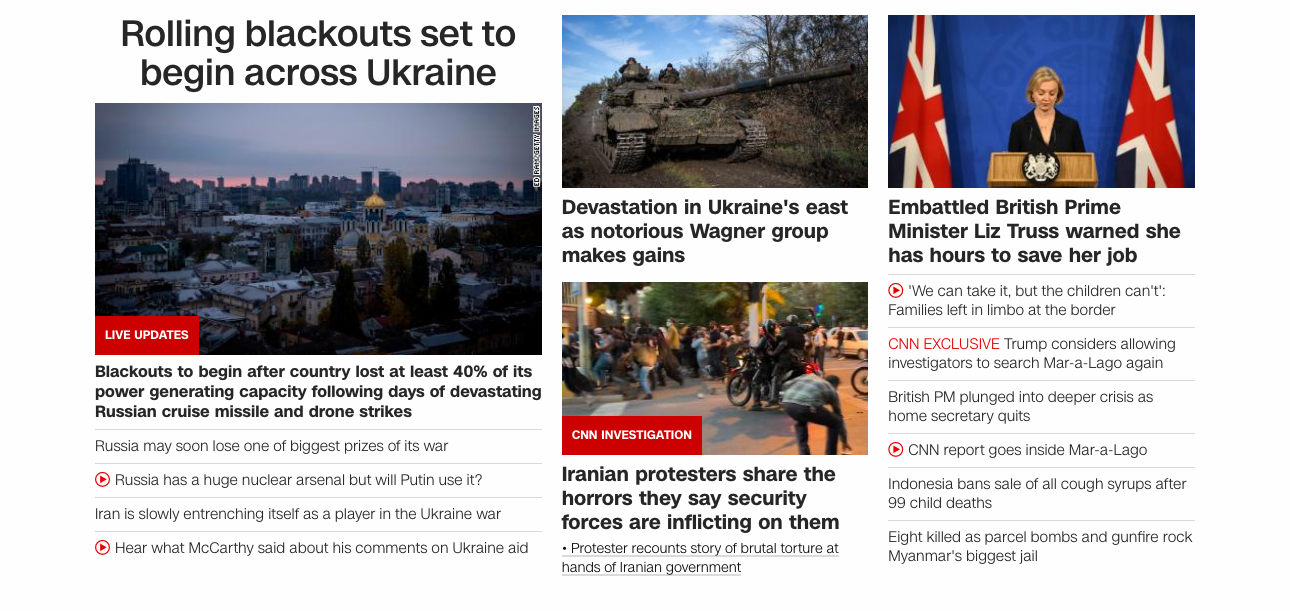 Rolling blackouts set to
begin across Ukraine
ED RAM/GETTY IMAGES
LIVE UPDATES
Blackouts to begin after country lost at least 40% of its
power generating capacity following days of devastating
Russian cruise missile and drone strikes
Russia may soon lose one of biggest prizes of its war
Russia has a huge nuclear arsenal but will Putin use it?
Iran is slowly entrenching itself as a player in the Ukraine war
Hear what McCarthy said about his comments on Ukraine aid
Devastation in Ukraine's east
as notorious Wagner group
makes gains
CNN INVESTIGATION
Iranian protesters share the
horrors they say security
forces are inflicting on them
• Protester recounts story of brutal torture at
hands of Iranian government
Embattled British Prime
Minister Liz Truss warned she
has hours to save her job
'We can take it, but the children can't':
Families left in limbo at the border
CNN EXCLUSIVE Trump considers allowing
investigators to search Mar-a-Lago again
British PM plunged into deeper crisis as
home secretary quits
CNN report goes inside Mar-a-Lago
Indonesia bans sale of all cough syrups after
99 child deaths
Eight killed as parcel bombs and gunfire rock
Myanmar's biggest jail